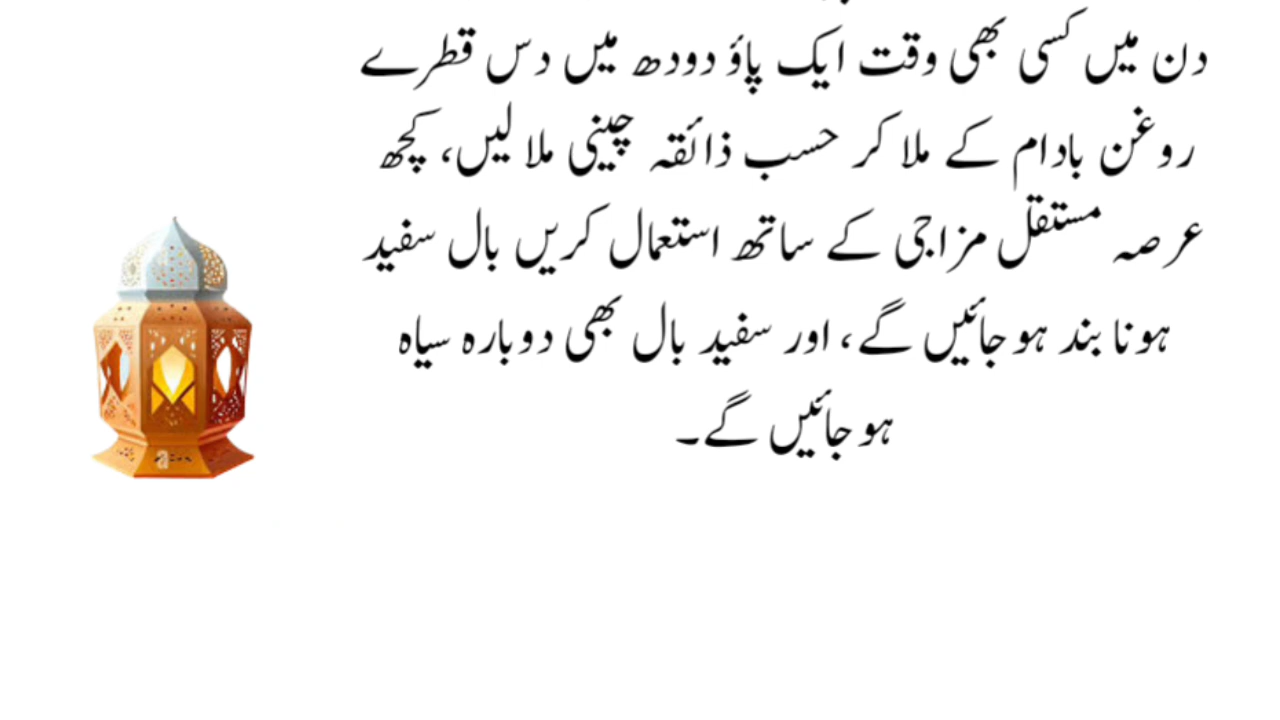 دن میں کسی بھی وقت ایک پاؤ دودھ میں دس قطرے
روغن بادام کے ملا کر حسب ذائقہ چینی ملا لیں، کچھ
عرصہ مستقل مزاجی کے ساتھ استعمال کریں بال سفید
ہونا بند ہو جائیں گے، اور سفید بال بھی دوبارہ سیاہ
ہو جائیں گے۔